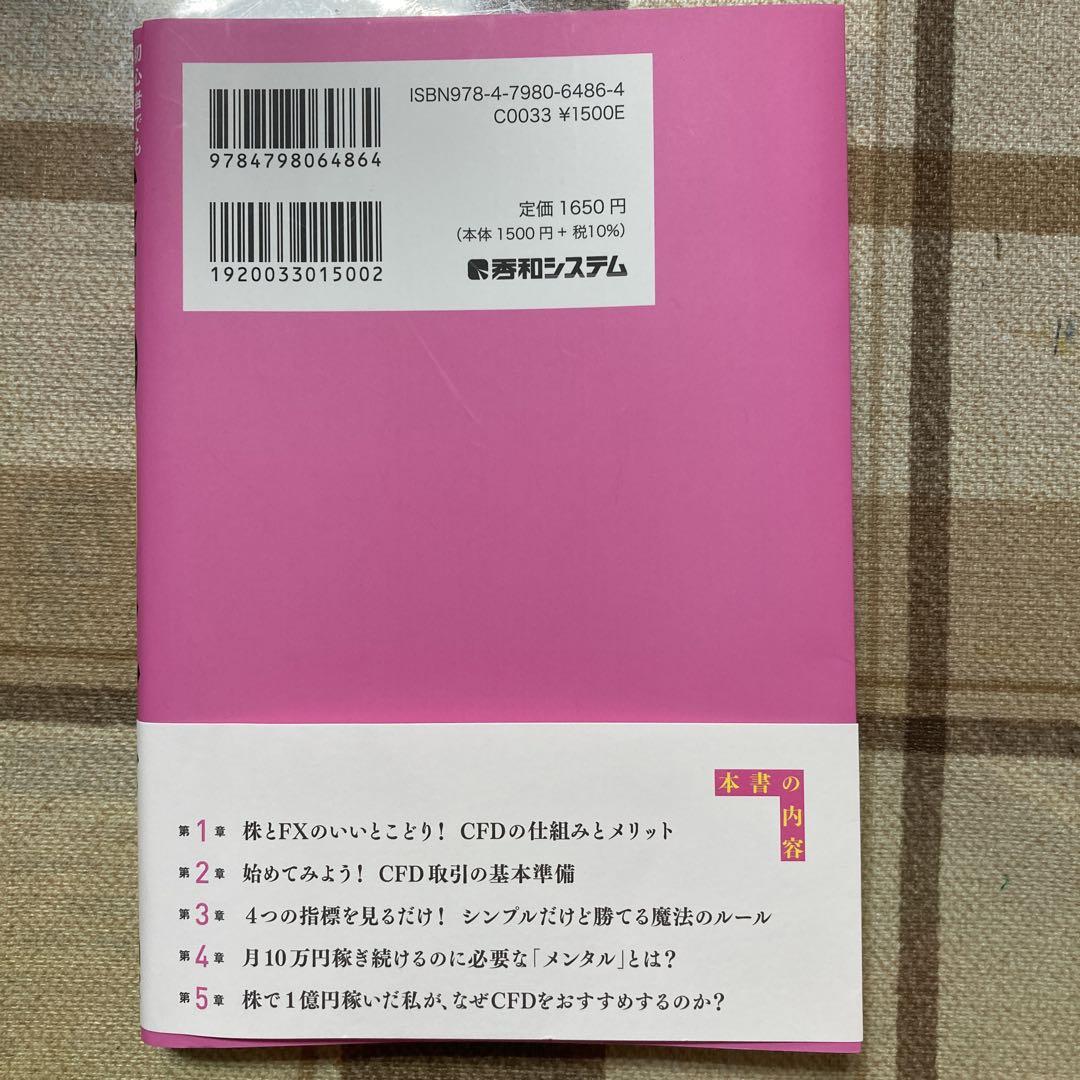 初心者でも
ISBN978-4-7980-6486-4
C0033 ¥1500E
9784798064864
定価1650円
(本体1500円+税10%)
1920033015002
秀和システム
本書の内容
第1章 株とFXのいいとこどり! CFDの仕組みとメリット
第2章 始めてみよう! CFD取引の基本準備
第3章 4つの指標を見るだけ! シンプルだけど勝てる魔法のルール
第4章 月10万円稼ぎ続けるのに必要な「メンタル」とは?
第5章 株で1億円稼いだ私が、なぜCFDをおすすめするのか?